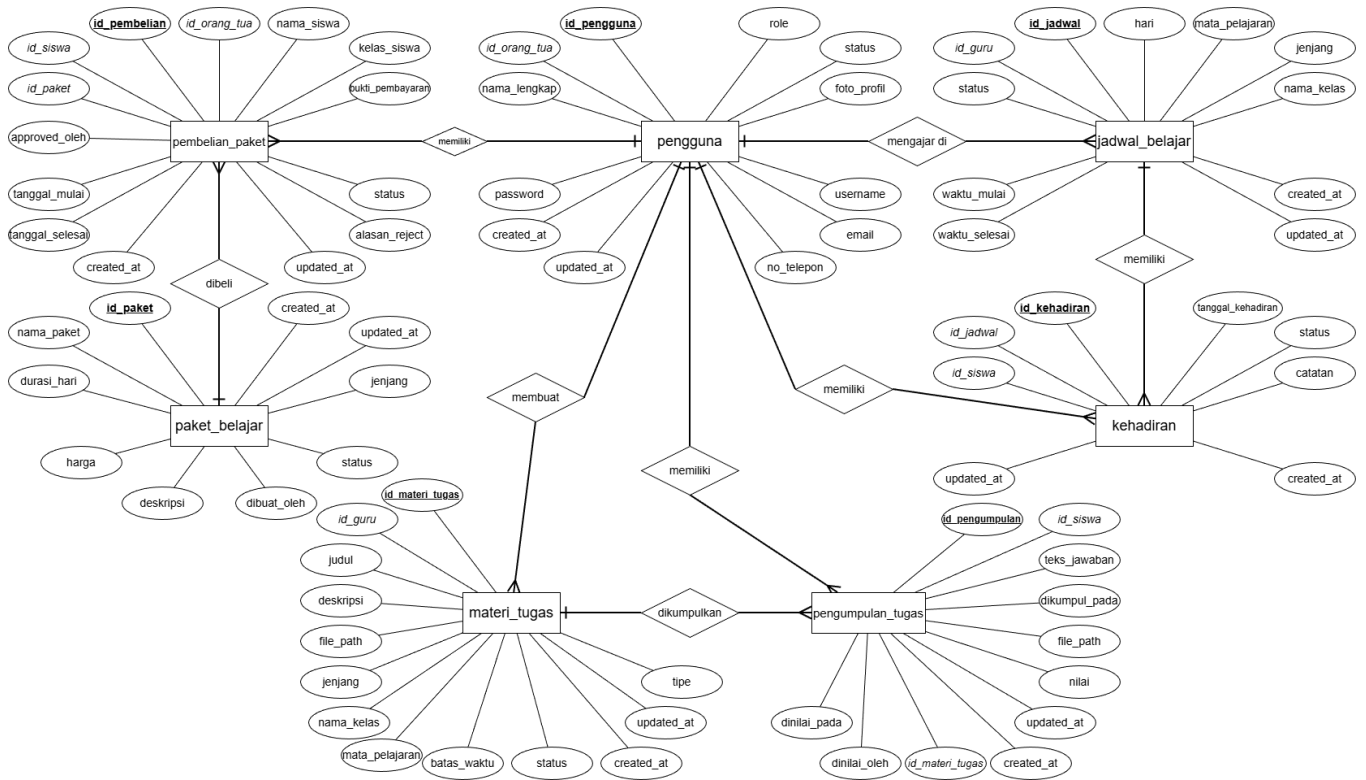 id_pembelian
id_orang_tua
nama_siswa
id_siswa
kelas_siswa
id_paket
bukti_pembayaran
approved_oleh
pembelian_paket
tanggal_mulai
status
tanggal_selesai
alasan_reject
created_at
updated_at
memiliki
id_pengguna
role
id_orang_tua
status
nama_lengkap
foto_profil
pengguna
password
username
created_at
email
updated_at
no_telepon
mengajar di
id_jadwal
hari
mata_pelajaran
id_guru
jenjang
status
nama_kelas
jadwal_belajar
waktu_mulai
created_at
waktu_selesai
updated_at
dibeli
memiliki
id_paket
created_at
nama_paket
updated_at
durasi_hari
jenjang
paket_belajar
harga
status
deskripsi
dibuat_oleh
membuat
memiliki
memiliki
id_kehadiran
tanggal_kehadiran
id_jadwal
status
id_siswa
catatan
kehadiran
updated_at
created_at
id_materi_tugas
id_guru
judul
deskripsi
materi_tugas
file_path
jenjang
tipe
nama_kelas
updated_at
mata_pelajaran
batas_waktu
status
created_at
dikumpulkan
id_pengumpulan
id_siswa
teks_jawaban
dikumpul_pada
pengumpulan_tugas
file_path
nilai
dinilai_pada
updated_at
dinilai_oleh
id_materi_tugas
created_at